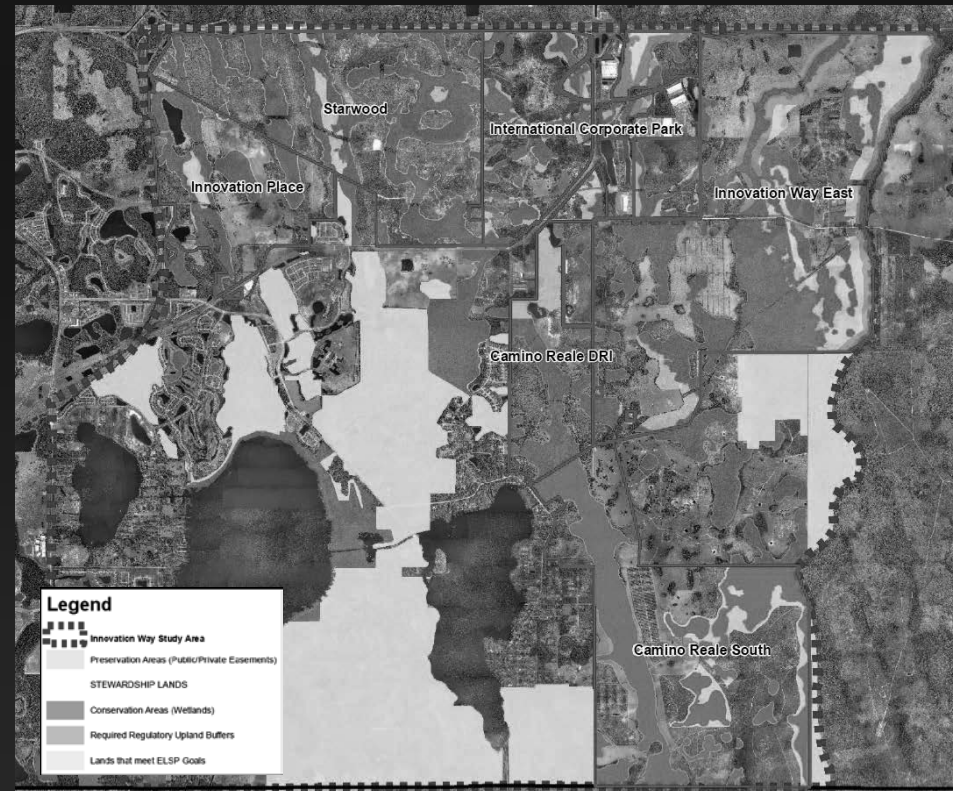 Starwood
International Corporate Park
Innovation Place
Innovation Way East
Camino Reale DRI
Camino Reale South
Legend
Innovation Way Study Area
Preservation Areas (Public/Private Easements)
STEWARDSHIP LANDS
Conservation Areas (Wetlands)
Required Regulatory Upland Buffers
Lands that meet ELSP Goals